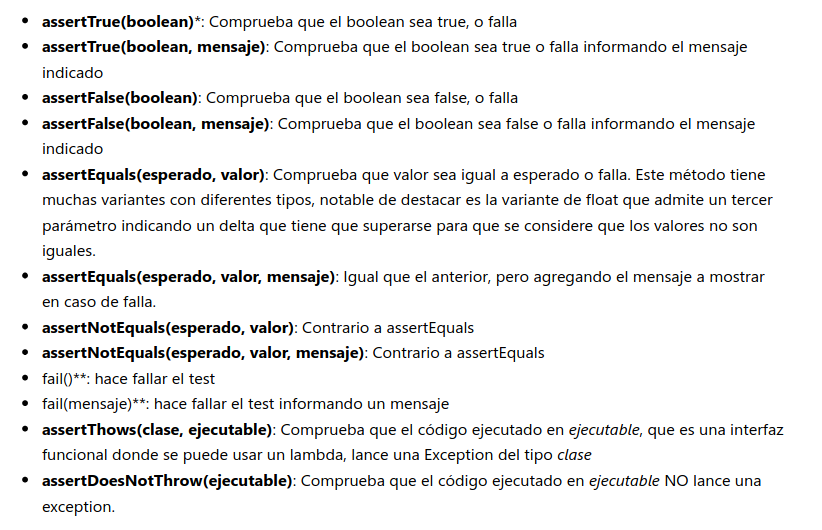 • assertTrue(boolean)*: Comprueba que el boolean sea true, o falla
• assertTrue(boolean, mensaje): Comprueba que el boolean sea true o falla informando el mensaje
indicado
• assertFalse(boolean): Comprueba que el boolean sea false, o falla
• assertFalse(boolean, mensaje): Comprueba que el boolean sea false o falla informando el mensaje
indicado
• assertEquals(esperado, valor): Comprueba que valor sea igual a esperado o falla. Este método tiene
muchas variantes con diferentes tipos, notable de destacar es la variante de float que admite un tercer
parámetro indicando un delta que tiene que superarse para que se considere que los valores no son
iguales.
• assertEquals(esperado, valor, mensaje): Igual que el anterior, pero agregando el mensaje a mostrar
en caso de falla.
• assertNotEquals(esperado, valor): Contrario a assertEquals
• assertNotEquals(esperado, valor, mensaje): Contrario a assertEquals
• fail()**: hace fallar el test
• fail(mensaje)**: hace fallar el test informando un mensaje
• assertThows(clase, ejecutable): Comprueba que el código ejecutado en ejecutable, que es una interfaz
funcional donde se puede usar un lambda, lance una Exception del tipo clase
• assertDoesNotThrow(ejecutable): Comprueba que el código ejecutado en ejecutable NO lance una
exception.